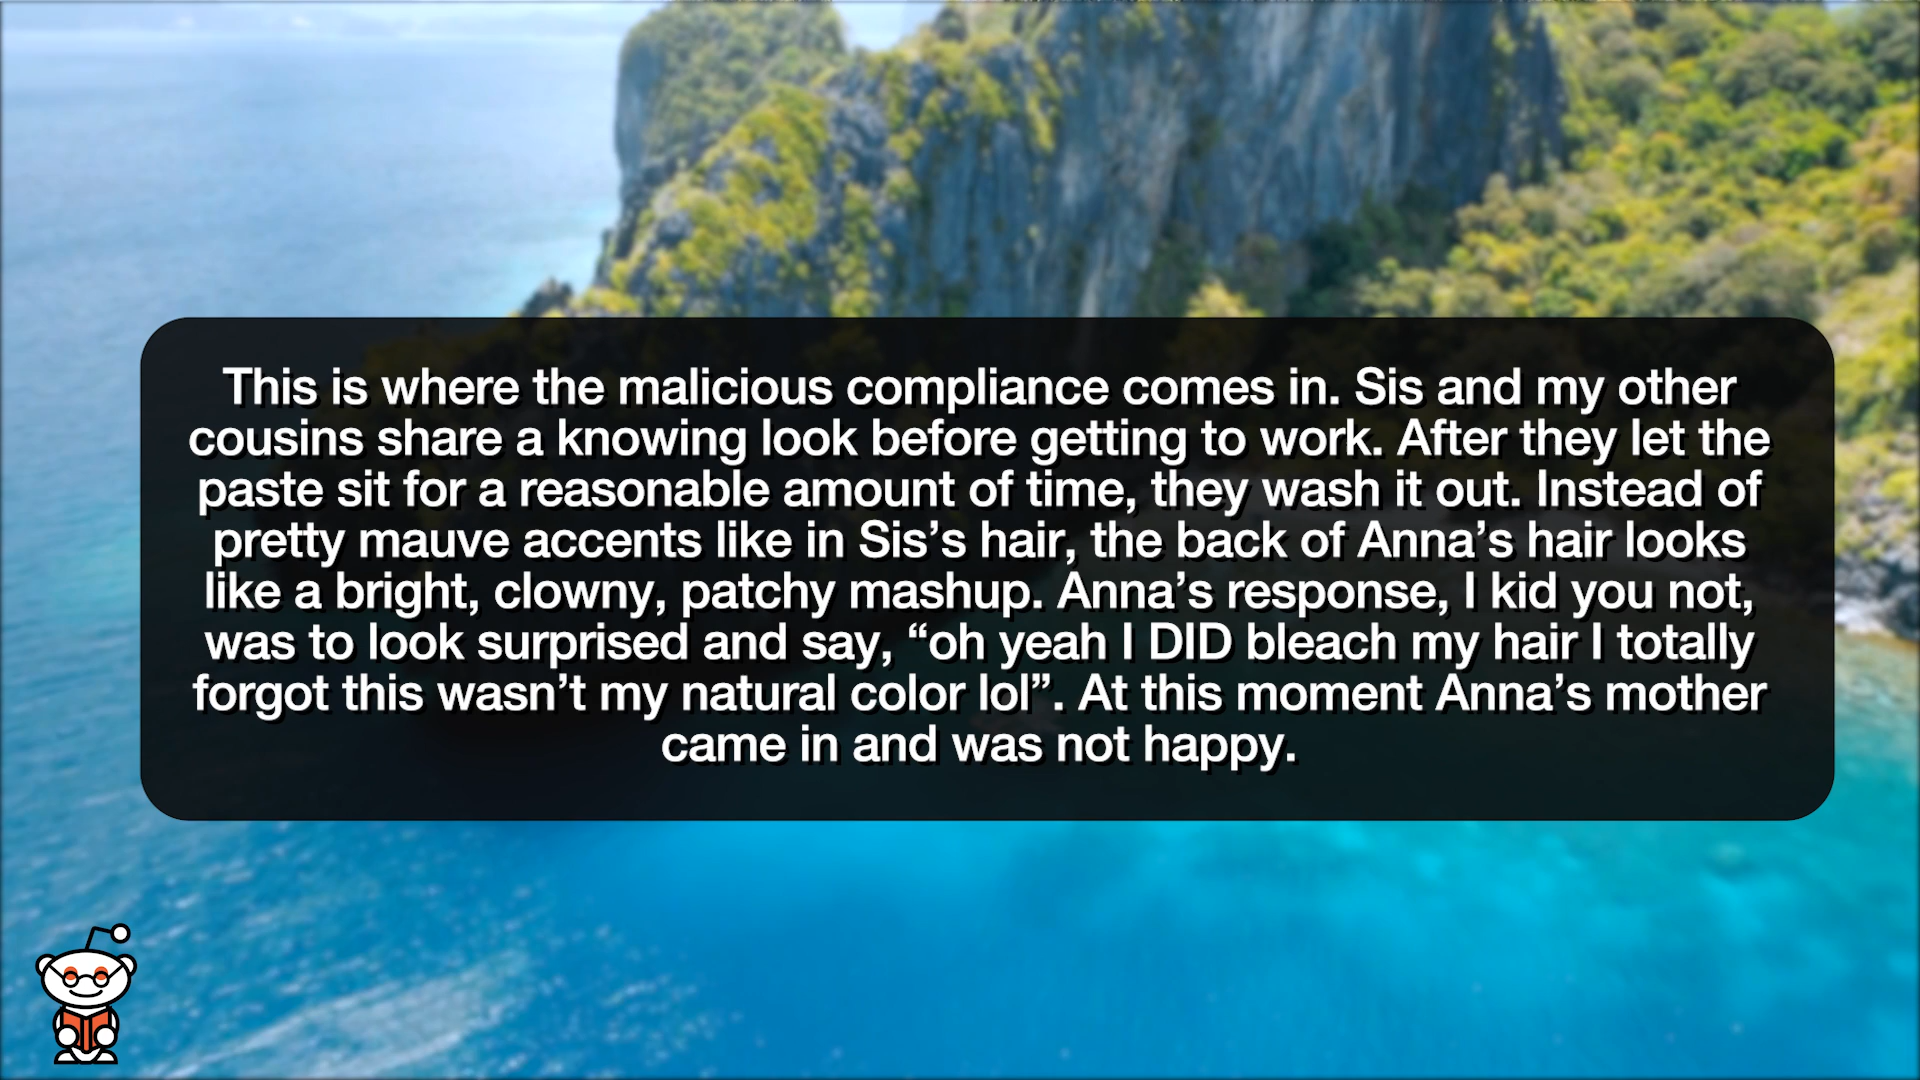 This is where the malicious compliance comes in. Sis and my other
cousins share a knowing look before getting to work. After they let the
paste sit for a reasonable amount of time, they wash it out. Instead of
pretty mauve accents like in Sis’s hair, the back of Anna’s hair looks
like a bright, clowny, patchy mashup. Anna’s response, I kid you not,
was to look surprised and say, “oh yeah I DID bleach my hair I totally
forgot this wasn’t my natural color lol”. At this moment Anna’s mother
came in and was not happy.